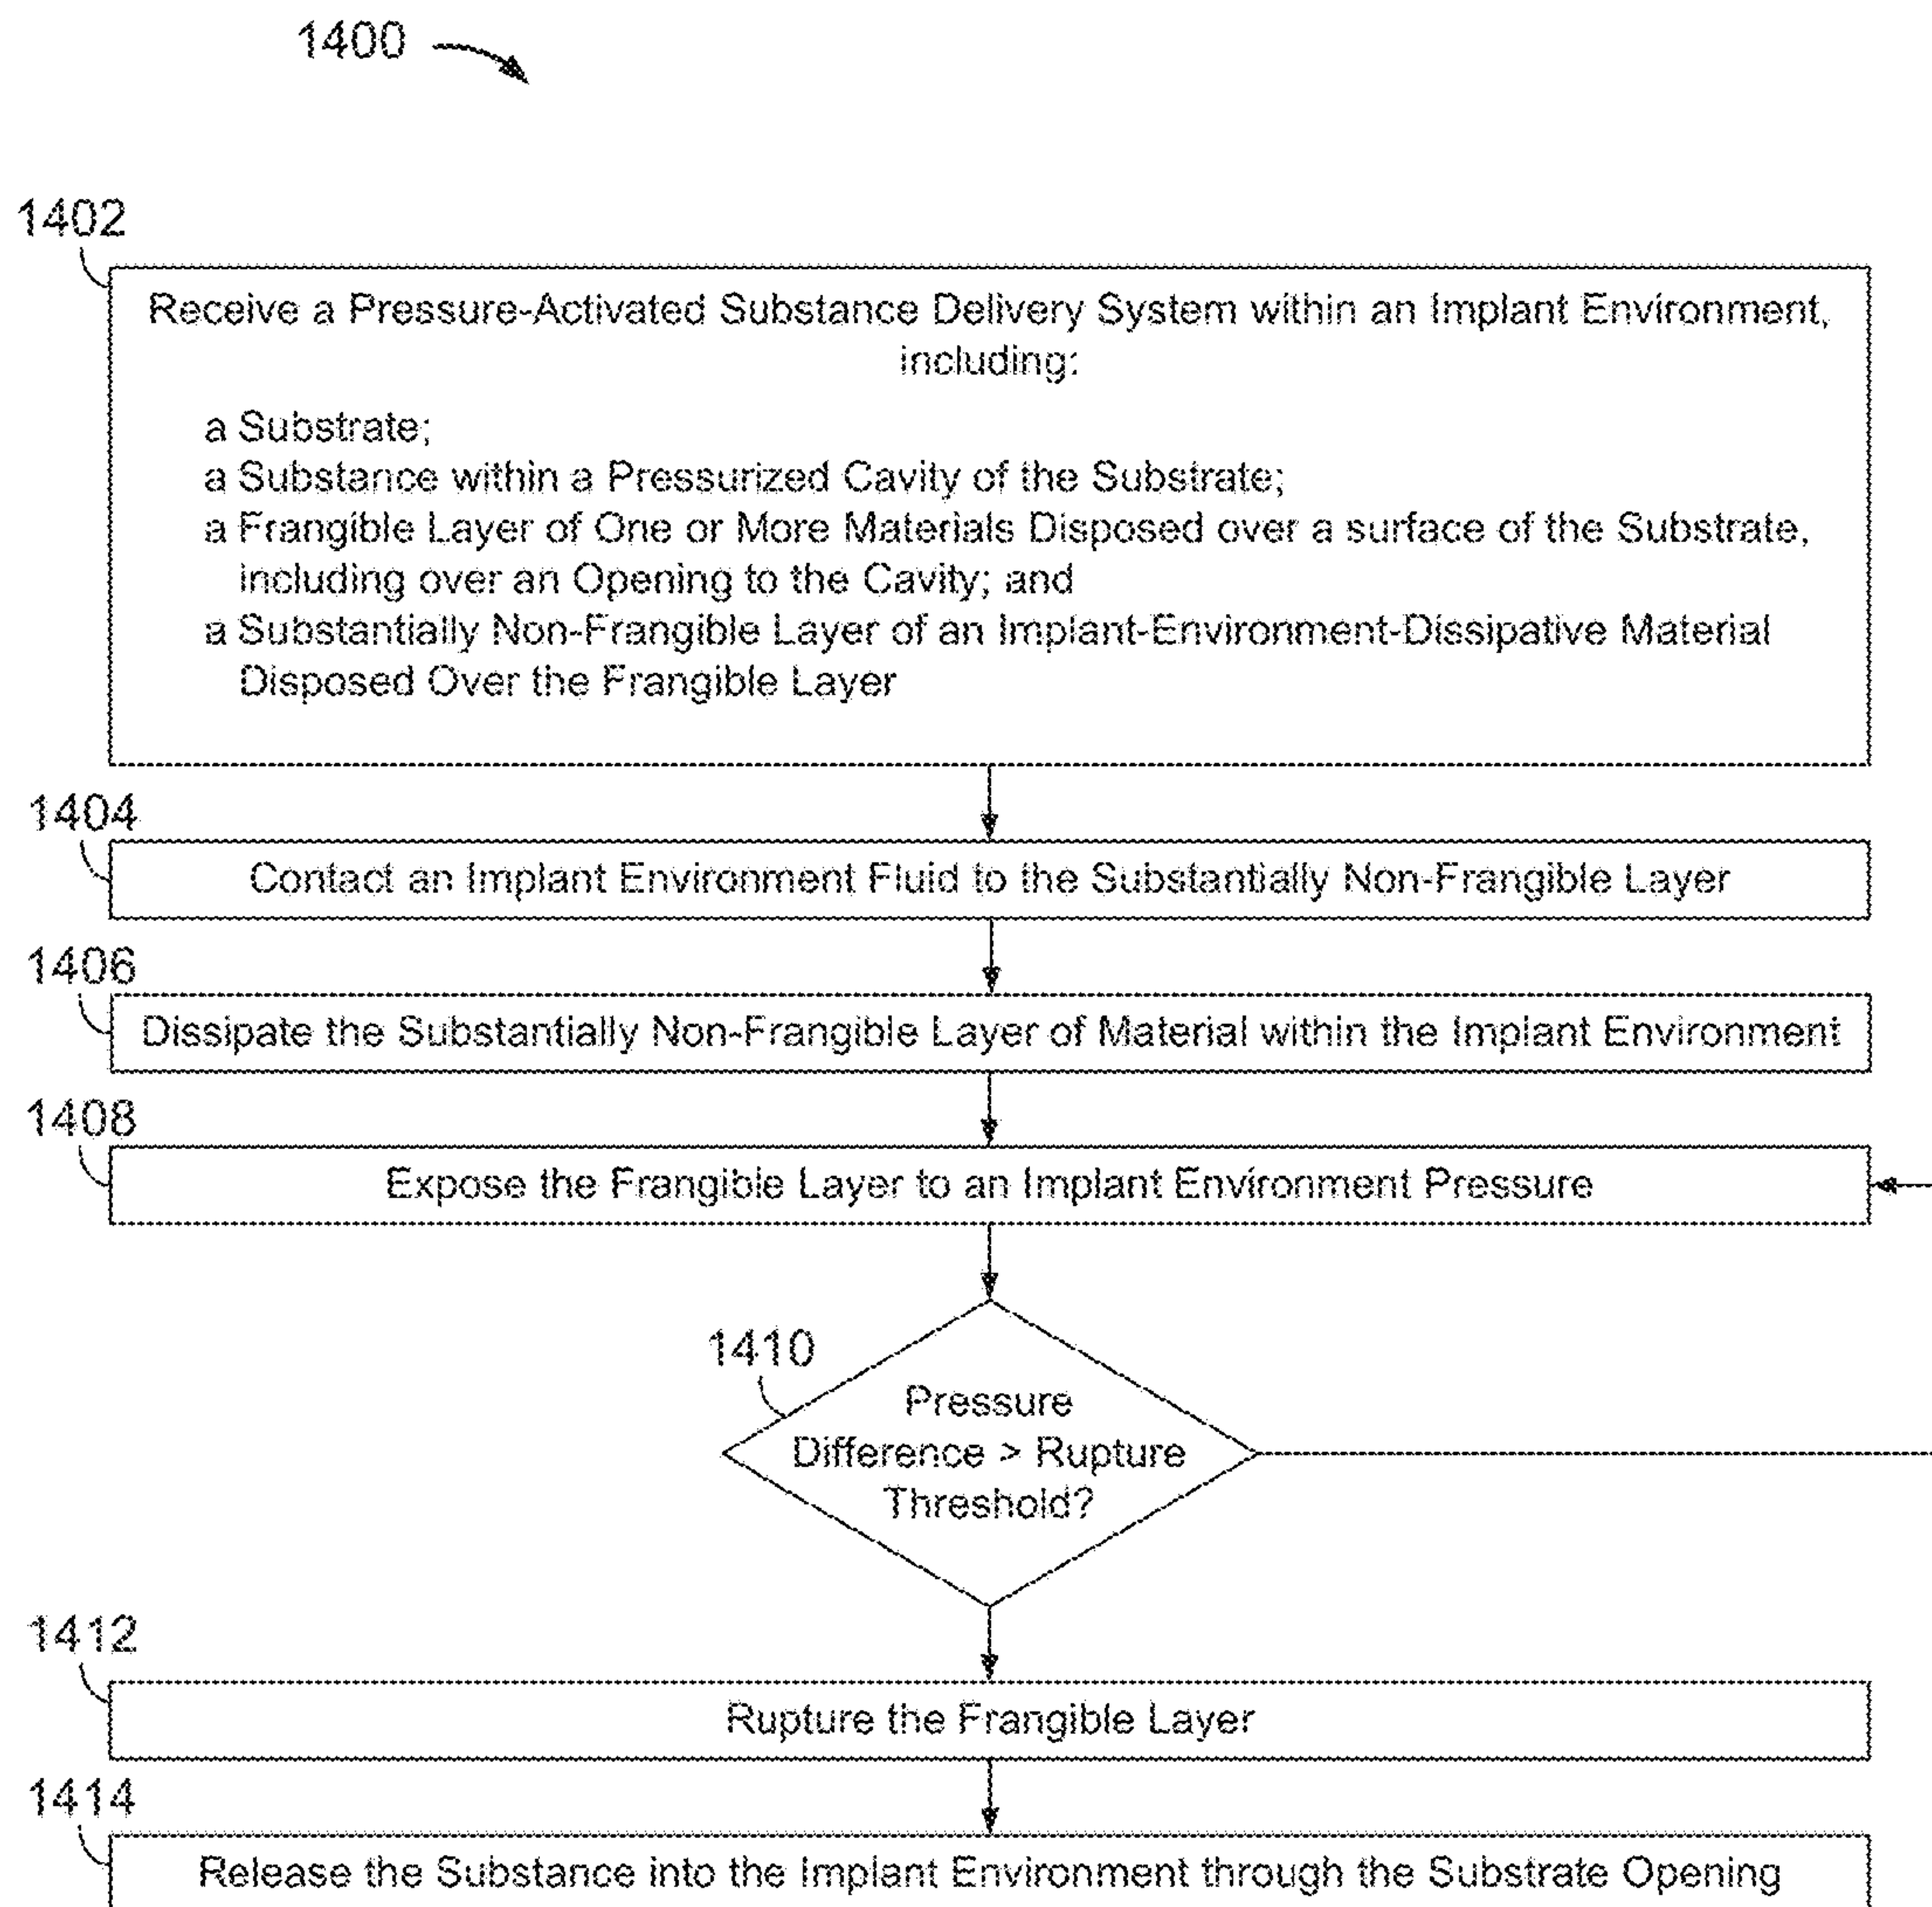 1400
1402
Receive a Pressure-Activated Substance Delivery System within an Implant Environment,
including:
a Substrate;
a Substance within a Pressurized Cavity of the Substrate;
a Frangible Layer of One or More Materials Disposed over a surface of the Substrate,
including over an Opening to the Cavity; and
a Substantially Non-Frangible Layer of an Implant-Environment-Dissipative Material
Disposed Over the Frangible Layer
1404
Contact an Implant Environment Fluid to the Substantially Non-Frangible Layer
1406
Dissipate the Substantially Non-Frangible Layer of Material within the Implant Environment
1408
Expose the Frangible Layer to an Implant Environment Pressure
1410
Pressure
Difference > Rupture
Threshold?
1412
Rupture the Frangible Layer
1414
Release the Substance into the Implant Environment through the Substrate Opening